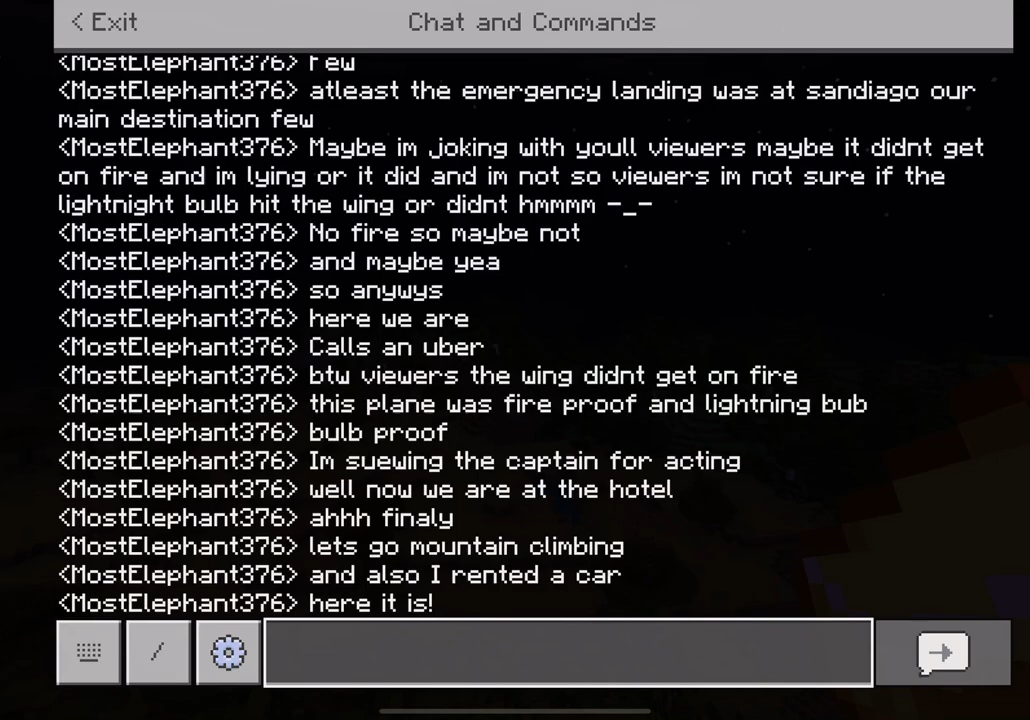 < Exit
Chat and Commands
<MostElephant376> Few
<MostElephant376> atleast the emergency landing was at sandiago our
main destination few
<MostElephant376> Maybe im joking with youll viewers maybe it didnt get
on fire and im lying or it did and im not so viewers im not sure if the
lightnight bulb hit the wing or didnt hmmmm -_-
<MostElephant376> No fire so maybe not
<MostElephant376> and maybe yea
<MostElephant376> so anywys
<MostElephant376> here we are
<MostElephant376> Calls an uber
<MostElephant376> btw viewers the wing didnt get on fire
<MostElephant376> this plane was fire proof and lightning bub
<MostElephant376> bulb proof
<MostElephant376> Im suewing the captain for acting
<MostElephant376> well now we are at the hotel
<MostElephant376> ahhh finaly
<MostElephant376> lets go mountain climbing
<MostElephant376> and also I rented a car
<MostElephant376> here it is!
/